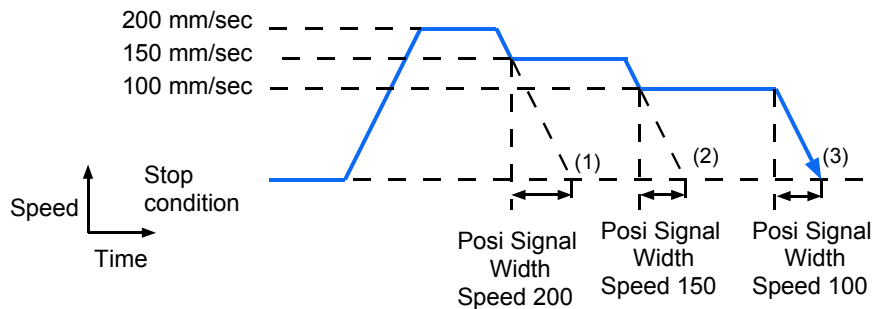 200 mm/sec
150 mm/sec
100 mm/sec
(1)
(2)
(3)
Stop
condition
Speed
Time
Posi Signal
Width
Speed 200
Posi Signal
Width
Speed 150
Posi Signal
Width
Speed 100